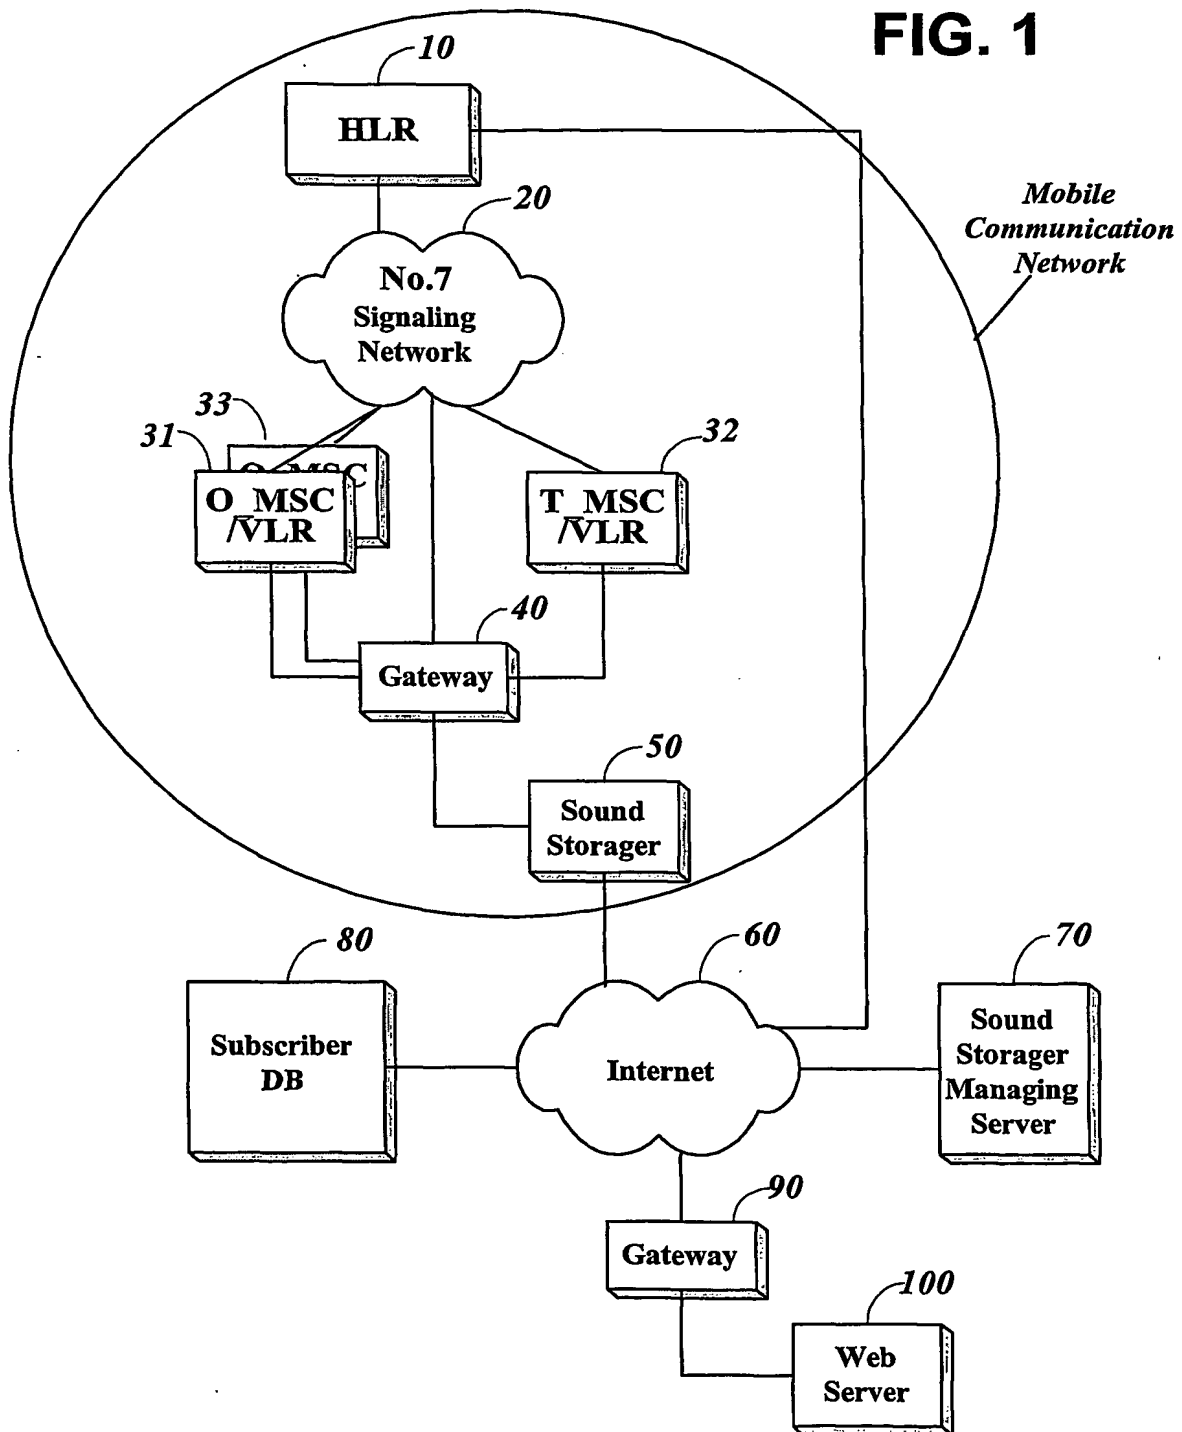 FIG. 1
10
HLR
20
Mobile
Communication
Network
No.7
Signaling
Network
33
31
32
O_MSC
O_MSC
/VLR
T_MSC
/VLR
40
Gateway
50
Sound
Storager
80
60
70
Subscriber
DB
Internet
Sound
Storager
Managing
Server
90
Gateway
100
Web
Server